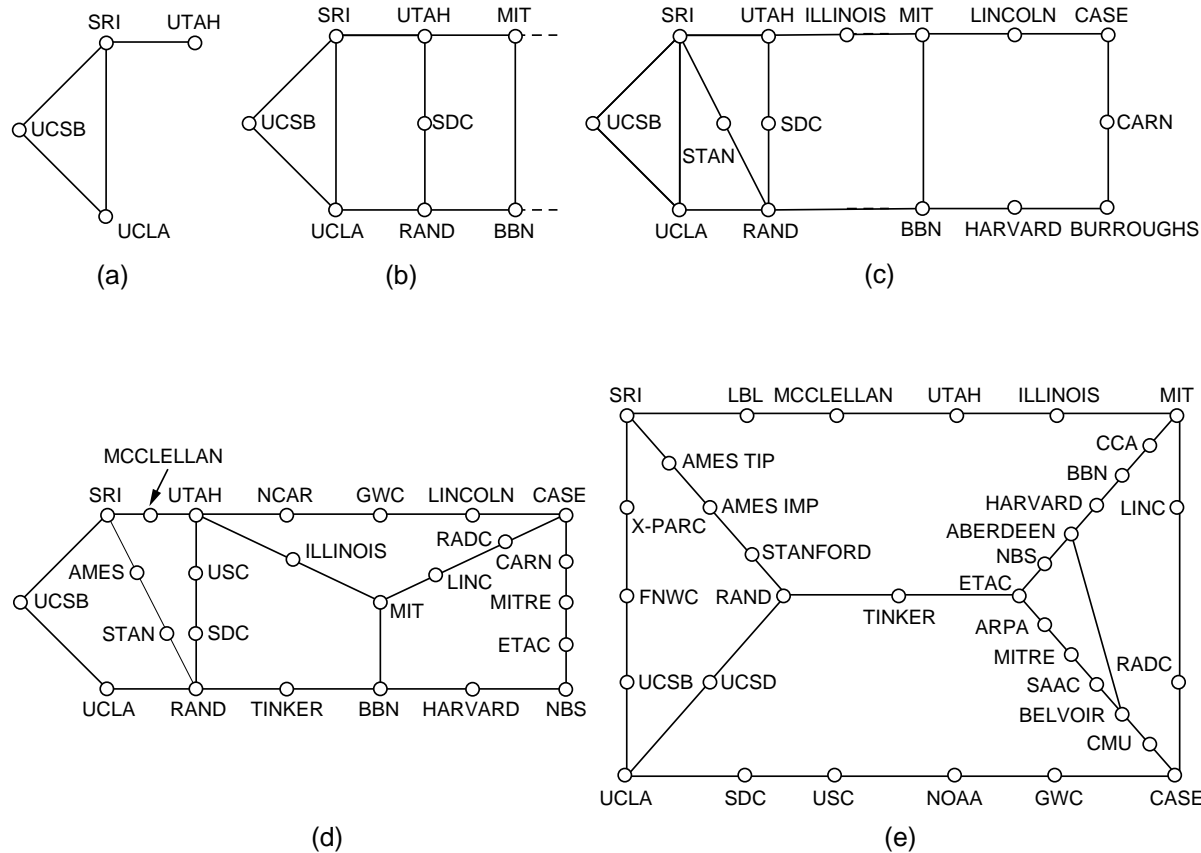 SRI UTAH
UCSB
UCLA
(a)
SRI UTAH MIT
UCSB SDC
UCLA RAND BBN
(b)
SRI UTAH ILLINOIS MIT LINCOLN CASE
UCSB SDC CARN
STAN
UCLA RAND BBN HARVARD BURROUGHS
(c)
MCCLELLAN
SRI UTAH NCAR GWC LINCOLN CASE
RADC
ILLINOIS CARN
AMES USC LINC
UCSB MIT MITRE
STAN SDC ETAC
UCLA RAND TINKER BBN HARVARD NBS
(d)
SRI LBL MCCLELLAN UTAH ILLINOIS MIT
CCA
AMES TIP
BBN
AMES IMP HARVARD LINC
X-PARC ABERDEEN
STANFORD NBS
ETAC
FNWC RAND TINKER
ARPA
MITRE RADC
UCSB UCSD SAAC
BELVOIR
CMU
UCLA SDC USC NOAA GWC CASE
(e)